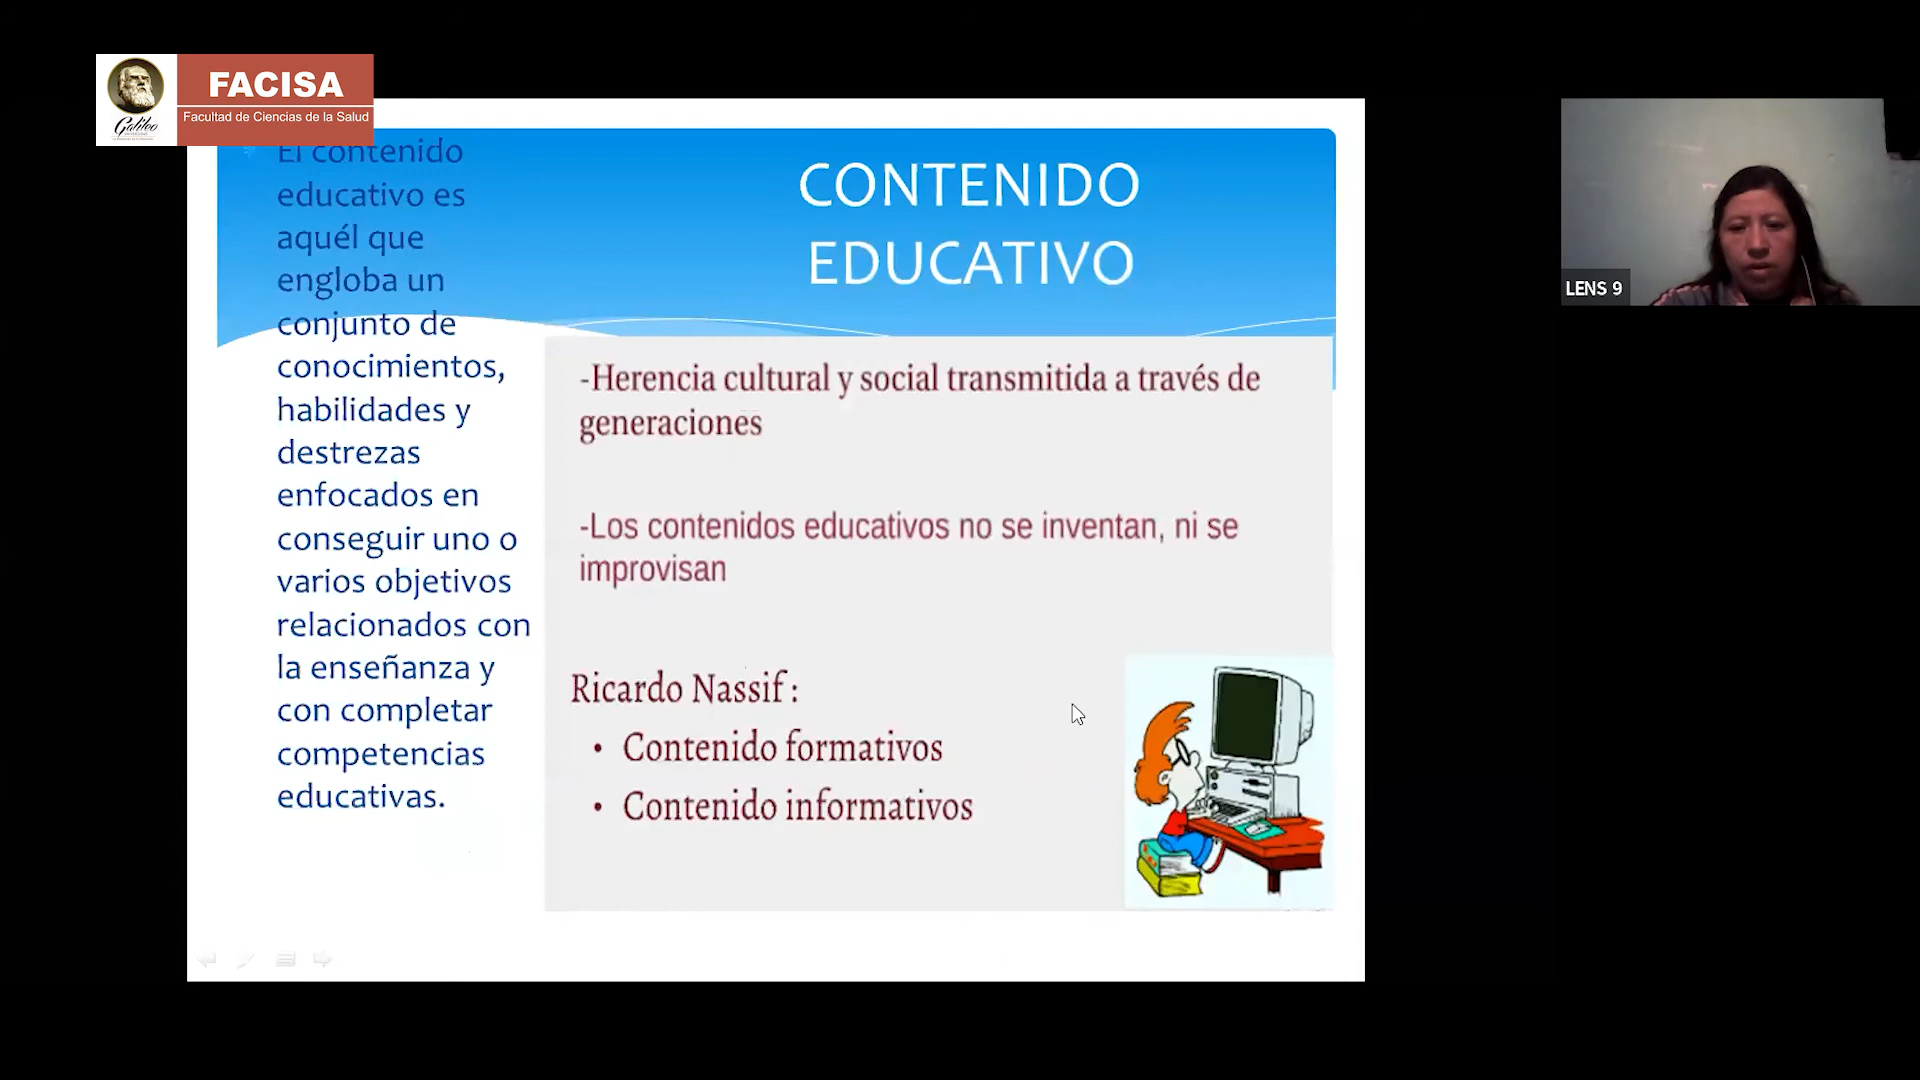 FACISA
Facultad de Ciencias de la Salud
Galileo
El contenido
educativo es
aquél que
engloba un
conjunto de
conocimientos,
habilidades y
destrezas
enfocados en
conseguir uno o
varios objetivos
relacionados con
la enseñanza y
con completar
competencias
educativas.
CONTENIDO
EDUCATIVO
-Herencia cultural y social transmitida a través de
generaciones
-Los contenidos educativos no se inventan, ni se
improvisan
Ricardo Nassif :
• Contenido formativos
• Contenido informativos
LENS 9